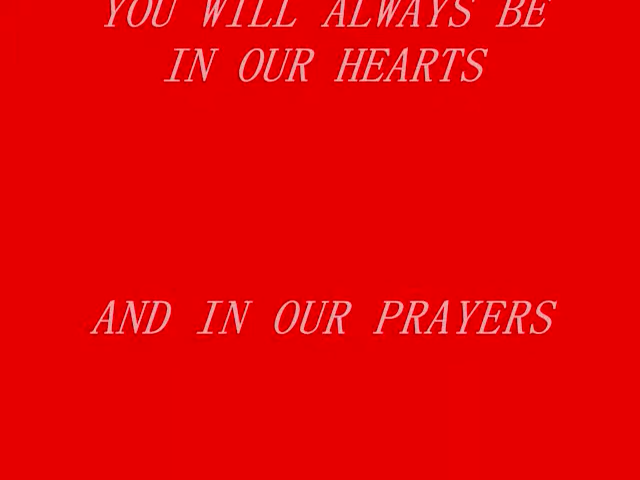 YOU WILL ALWAYS BE
IN OUR HEARTS
AND IN OUR PRAYERS